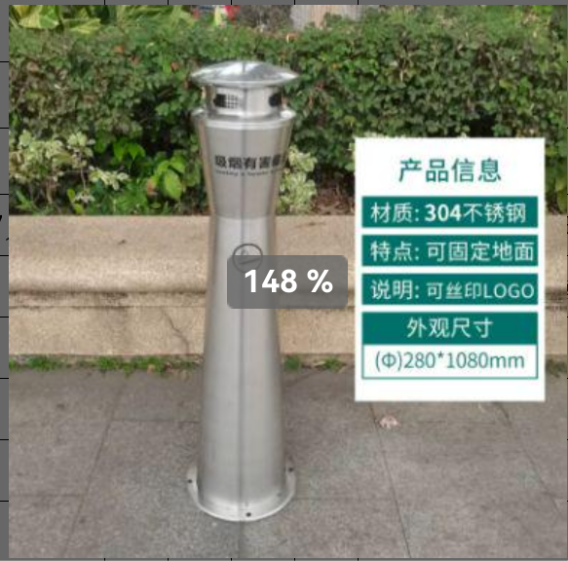 吸烟有害
产品信息
材质: 304不锈钢
特点: 可固定地面
148 %
说明: 可丝印LOGO
外观尺寸
(Φ)280*1080mm